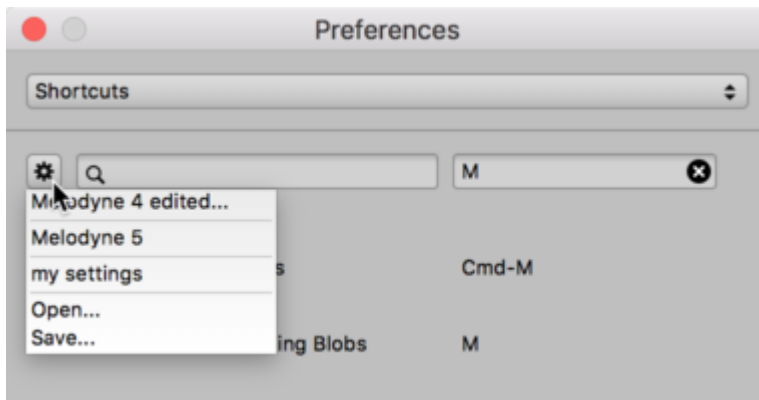 Preferences
Shortcuts
M
Melodyne 4 edited...
Melodyne 5
my settings
s Cmd-M
Open...
Save...
ing Blobs M